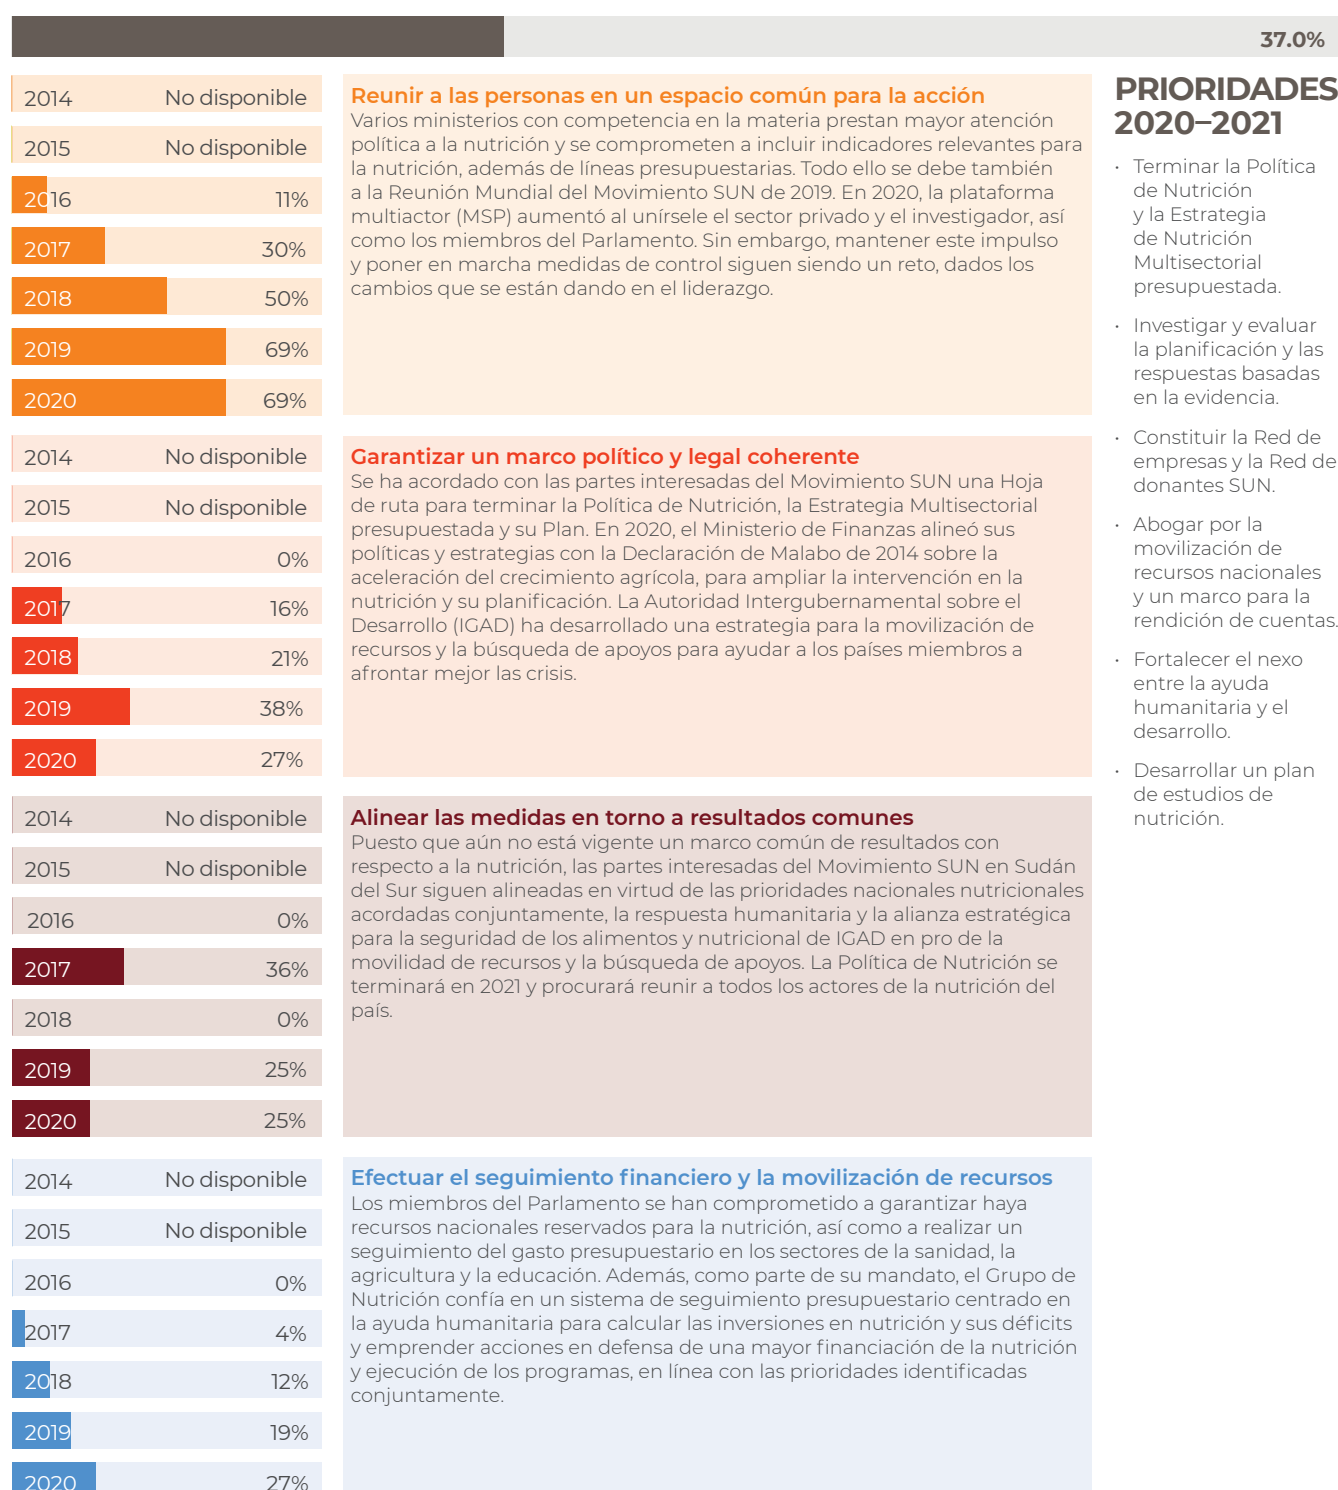 37.0%
2014 No disponible
2015 No disponible
2016 11%
2017 30%
2018 50%
2019 69%
2020 69%
Reunir a las personas en un espacio común para la acción
Varios ministerios con competencia en la materia prestan mayor atención
política a la nutrición y se comprometen a incluir indicadores relevantes para
la nutrición, además de líneas presupuestarias. Todo ello se debe también
a la Reunión Mundial del Movimiento SUN de 2019. En 2020, la plataforma
multiactor (MSP) aumentó al unírsele el sector privado y el investigador, así
como los miembros del Parlamento. Sin embargo, mantener este impulso
y poner en marcha medidas de control siguen siendo un reto, dados los
cambios que se están dando en el liderazgo.
2014 No disponible
2015 No disponible
2016 0%
2017 16%
2018 21%
2019 38%
2020 27%
Garantizar un marco político y legal coherente
Se ha acordado con las partes interesadas del Movimiento SUN una Hoja
de ruta para terminar la Política de Nutrición, la Estrategia Multisectorial
presupuestada y su Plan. En 2020, el Ministerio de Finanzas alineó sus
políticas y estrategias con la Declaración de Malabo de 2014 sobre la
aceleración del crecimiento agrícola, para ampliar la intervención en la
nutrición y su planificación. La Autoridad Intergubernamental sobre el
Desarrollo (IGAD) ha desarrollado una estrategia para la movilización de
recursos y la búsqueda de apoyos para ayudar a los países miembros a
afrontar mejor las crisis.
2014 No disponible
2015 No disponible
2016 0%
2017 36%
2018 0%
2019 25%
2020 25%
Alinear las medidas en torno a resultados comunes
Puesto que aún no está vigente un marco común de resultados con
respecto a la nutrición, las partes interesadas del Movimiento SUN en Sudán
del Sur siguen alineadas en virtud de las prioridades nacionales nutricionales
acordadas conjuntamente, la respuesta humanitaria y la alianza estratégica
para la seguridad de los alimentos y nutricional de IGAD en pro de la
movilidad de recursos y la búsqueda de apoyos. La Política de Nutrición se
terminará en 2021 y procurará reunir a todos los actores de la nutrición del
país.
2014 No disponible
2015 No disponible
2016 0%
2017 4%
2018 12%
2019 19%
2020 27%
Efectuar el seguimiento financiero y la movilización de recursos
Los miembros del Parlamento se han comprometido a garantizar haya
recursos nacionales reservados para la nutrición, así como a realizar un
seguimiento del gasto presupuestario en los sectores de la sanidad, la
agricultura y la educación. Además, como parte de su mandato, el Grupo de
Nutrición confía en un sistema de seguimiento presupuestario centrado en
la ayuda humanitaria para calcular las inversiones en nutrición y sus déficits
y emprender acciones en defensa de una mayor financiación de la nutrición
y ejecución de los programas, en línea con las prioridades identificadas
conjuntamente.
PRIORIDADES
2020–2021
• Terminar la Política
de Nutrición
y la Estrategia
de Nutrición
Multisectorial
presupuestada.
• Investigar y evaluar
la planificación y las
respuestas basadas
en la evidencia.
• Constituir la Red de
empresas y la Red de
donantes SUN.
• Abogar por la
movilización de
recursos nacionales
y un marco para la
rendición de cuentas.
• Fortalecer el nexo
entre la ayuda
humanitaria y el
desarrollo.
• Desarrollar un plan
de estudios de
nutrición.